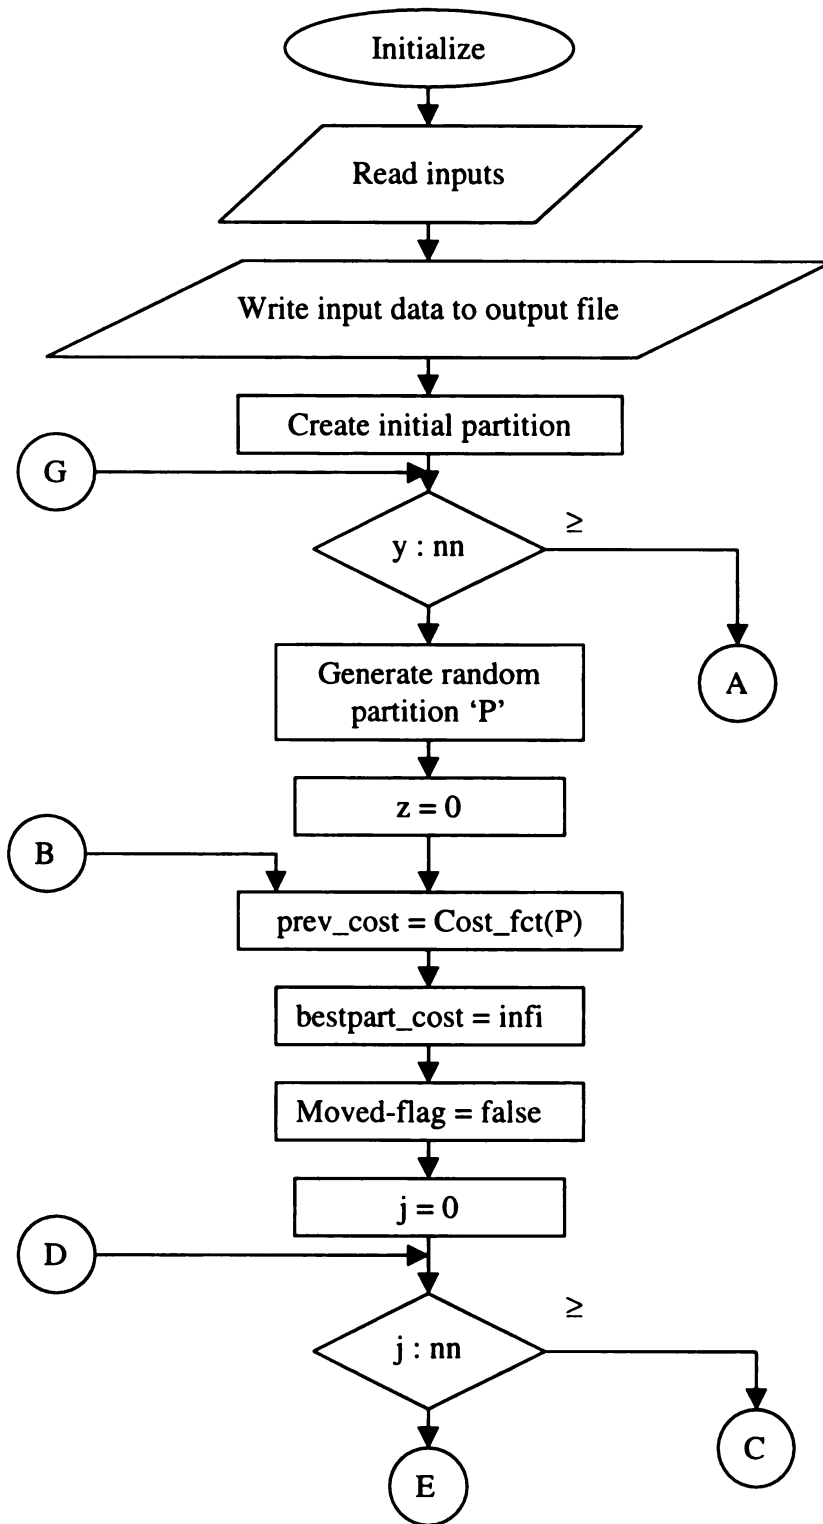 Initialize
Read inputs
Write input data to output file
Create initial partition
G
≥
y : nn
Generate random
partition ‘P’
A
z = 0
B
prev_cost = Cost_fct(P)
bestpart_cost = infi
Moved-flag = false
j = 0
D
≥
j : nn
C
E